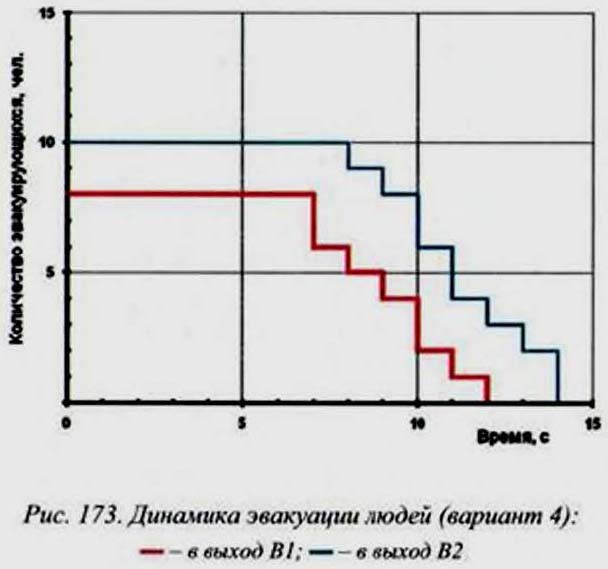 15
10
5
Количество эвакуирующихся, чел.
0 5 10 15
Время, с
Рис. 173. Динамика эвакуации людей (вариант 4):
– в выход В1; – в выход В2